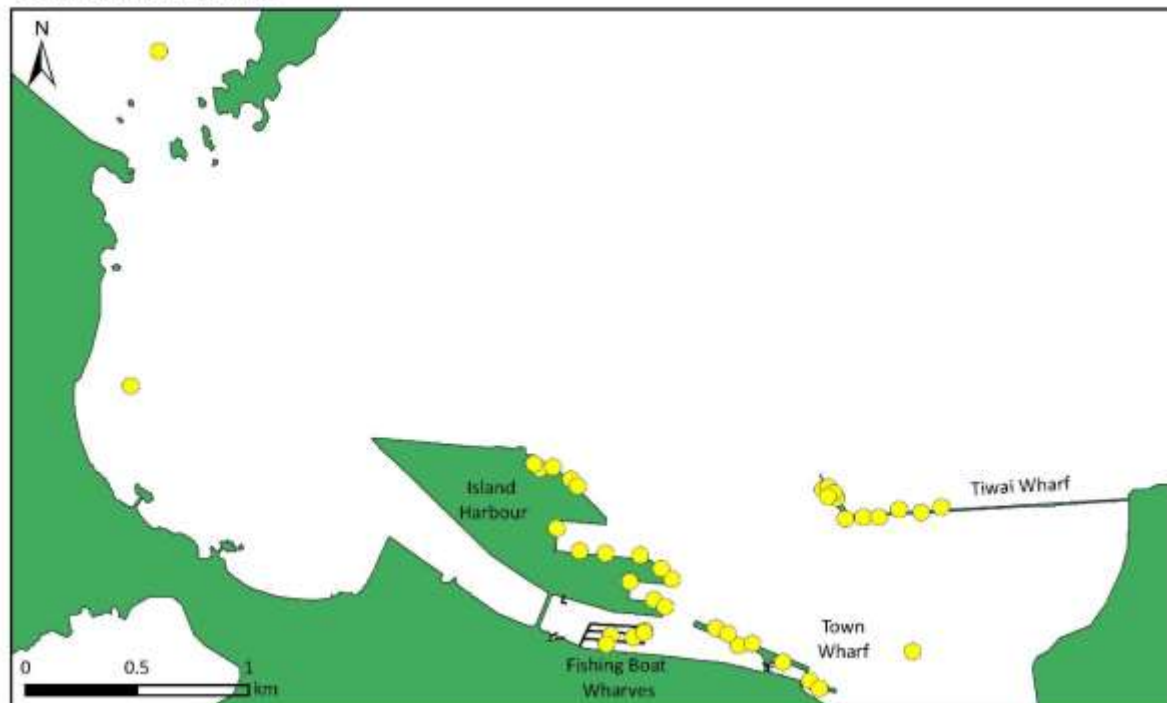 N
Island
Harbour
Tiwai Wharf
Town
Wharf
Fishing Boat
Wharves
0 0.5 1
km